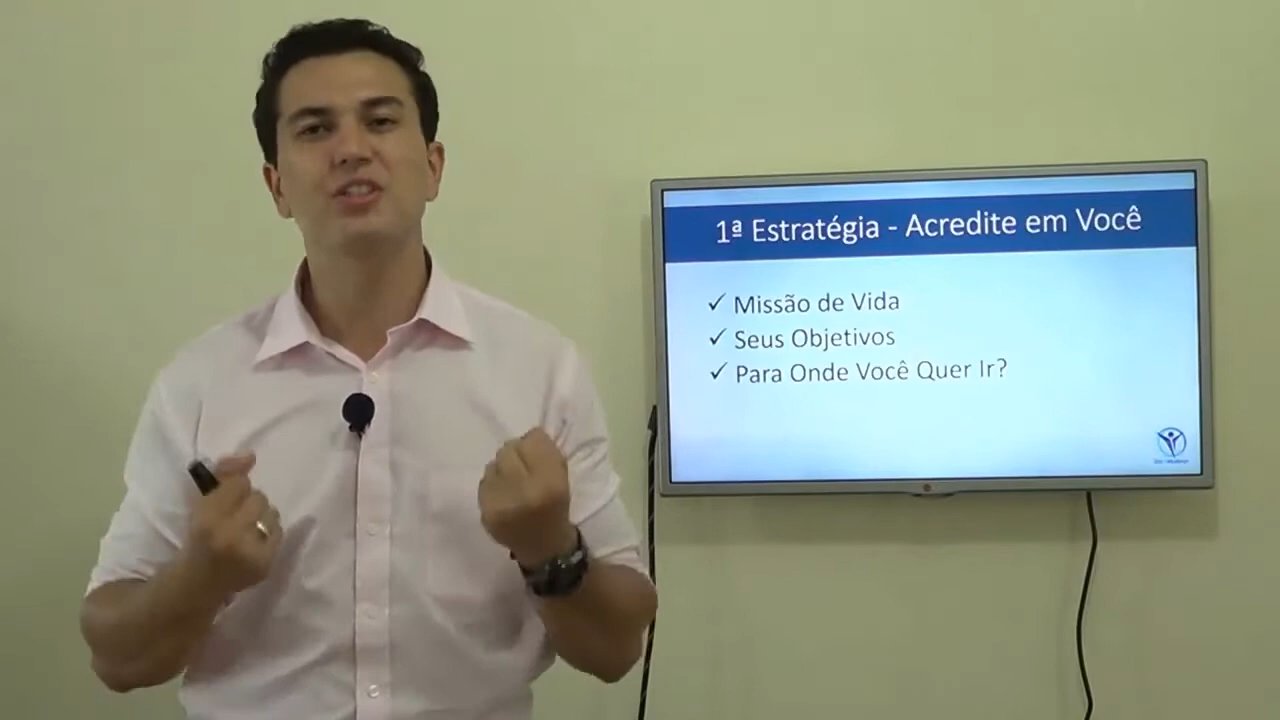 1ª Estratégia - Acredite em Você
✓ Missão de Vida
✓ Seus Objetivos
✓ Para Onde Você Quer Ir?